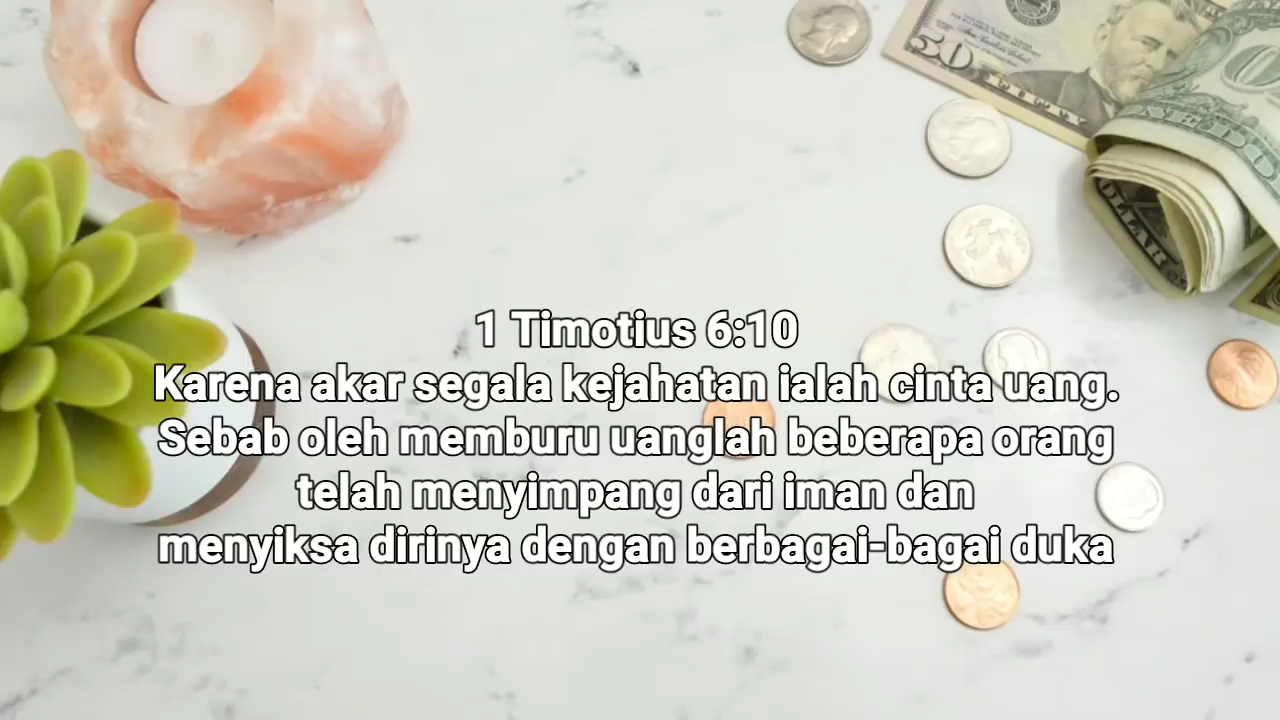 50
1 Timotius 6:10
Karena akar segala kejahatan ialah cinta uang.
Sebab oleh memburu uanglah beberapa orang
telah menyimpang dari iman dan
menyiksa dirinya dengan berbagai-bagai duka